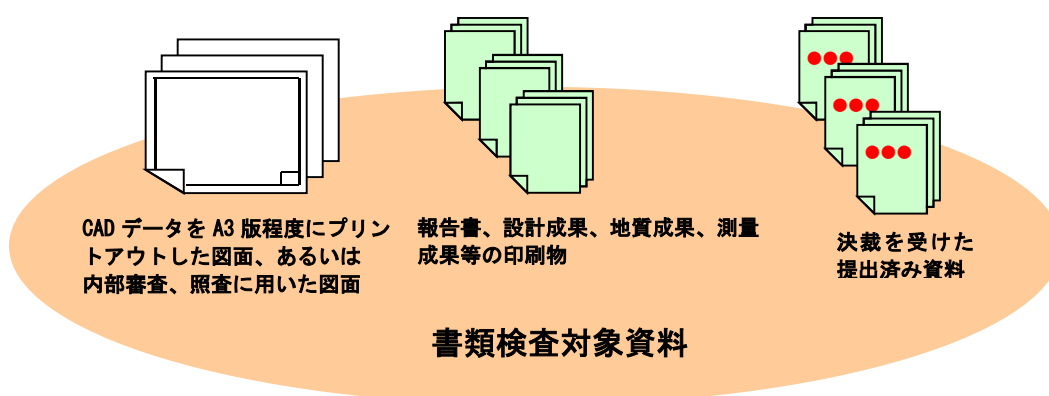 CAD データを A3 版程度にプリン
トアウトした図面、あるいは
内部審査、照査に用いた図面
報告書、設計成果、地質成果、測量
成果等の印刷物
決裁を受けた
提出済み資料
書類検査対象資料